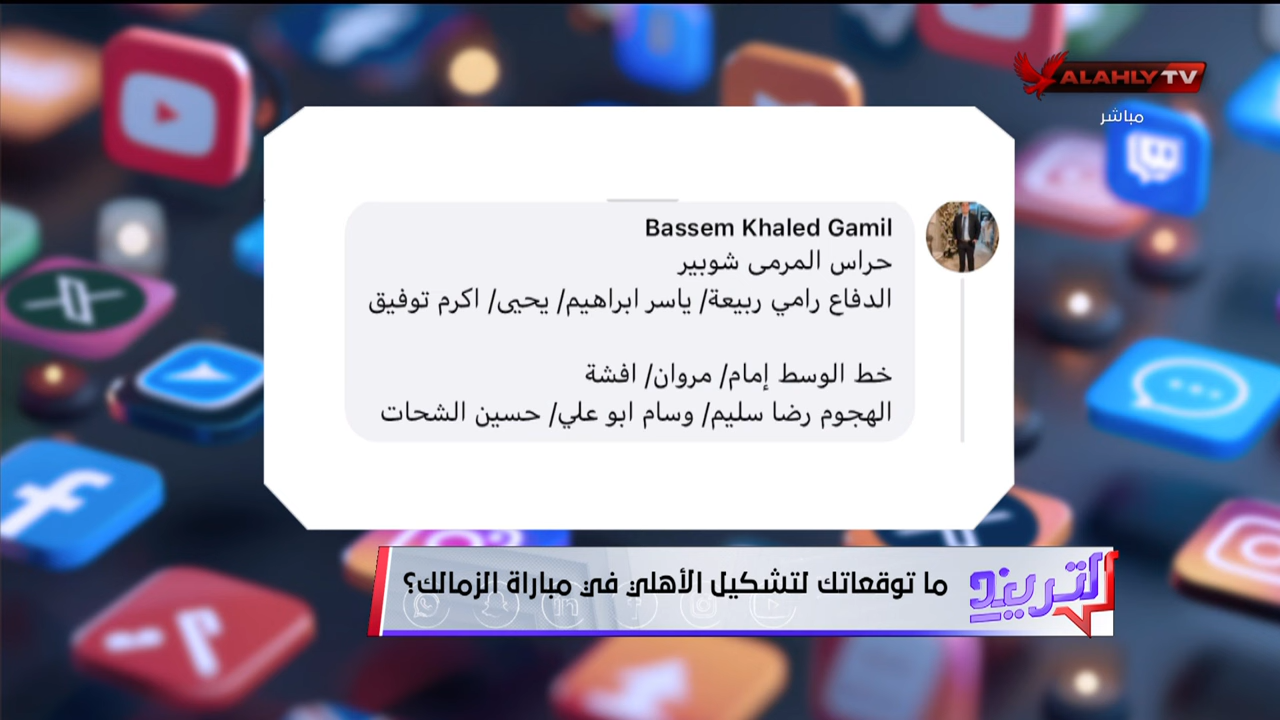 ALAHLY TV
مباشر
Bassem Khaled Gamil
حراس المرمى شوبير
الدفاع رامي ربيعة/ ياسر ابراهيم/ يحيى/ اكرم توفيق
خط الوسط إمام/ مروان/ افشة
الهجوم رضا سليم/ وسام ابو علي/ حسين الشحات
الترند
ما توقعاتك لتشكيل الأهلي في مباراة الزمالك؟